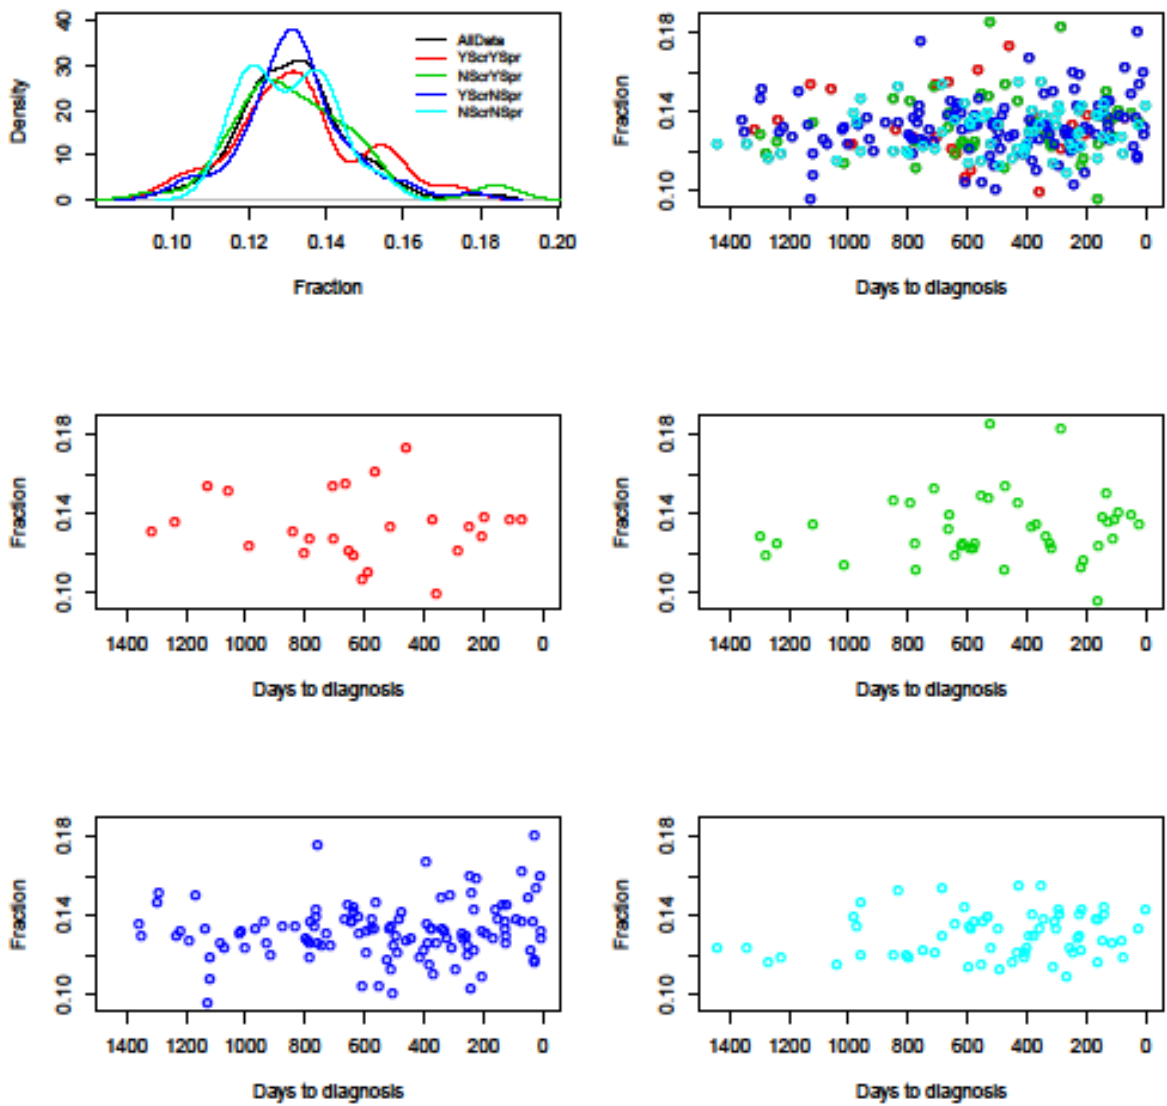 Density
0 10 20 30 40
AllData
YScrYSpr
NScrYSpr
YScrNSpr
NScrNSpr
0.10 0.12 0.14 0.16 0.18 0.20
Fraction
Fraction
0.10 0.14 0.18
1400 1200 1000 800 600 400 200 0
Days to diagnosis
Fraction
0.10 0.14 0.18
1400 1200 1000 800 600 400 200 0
Days to diagnosis
Fraction
0.10 0.14 0.18
1400 1200 1000 800 600 400 200 0
Days to diagnosis
Fraction
0.10 0.14 0.18
1400 1200 1000 800 600 400 200 0
Days to diagnosis
Fraction
0.10 0.14 0.18
1400 1200 1000 800 600 400 200 0
Days to diagnosis